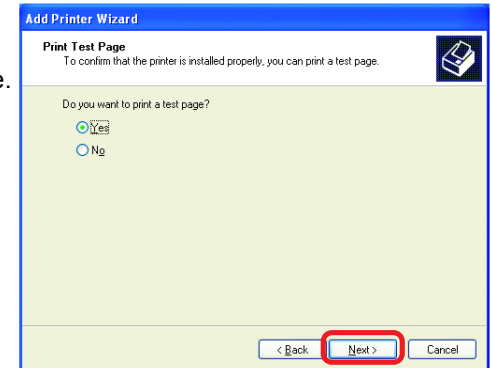 Add Printer Wizard
Print Test Page
To confirm that the printer is installed properly, you can print a test page.
e.
Do you want to print a test page?
Yes
No
< Back Next > Cancel